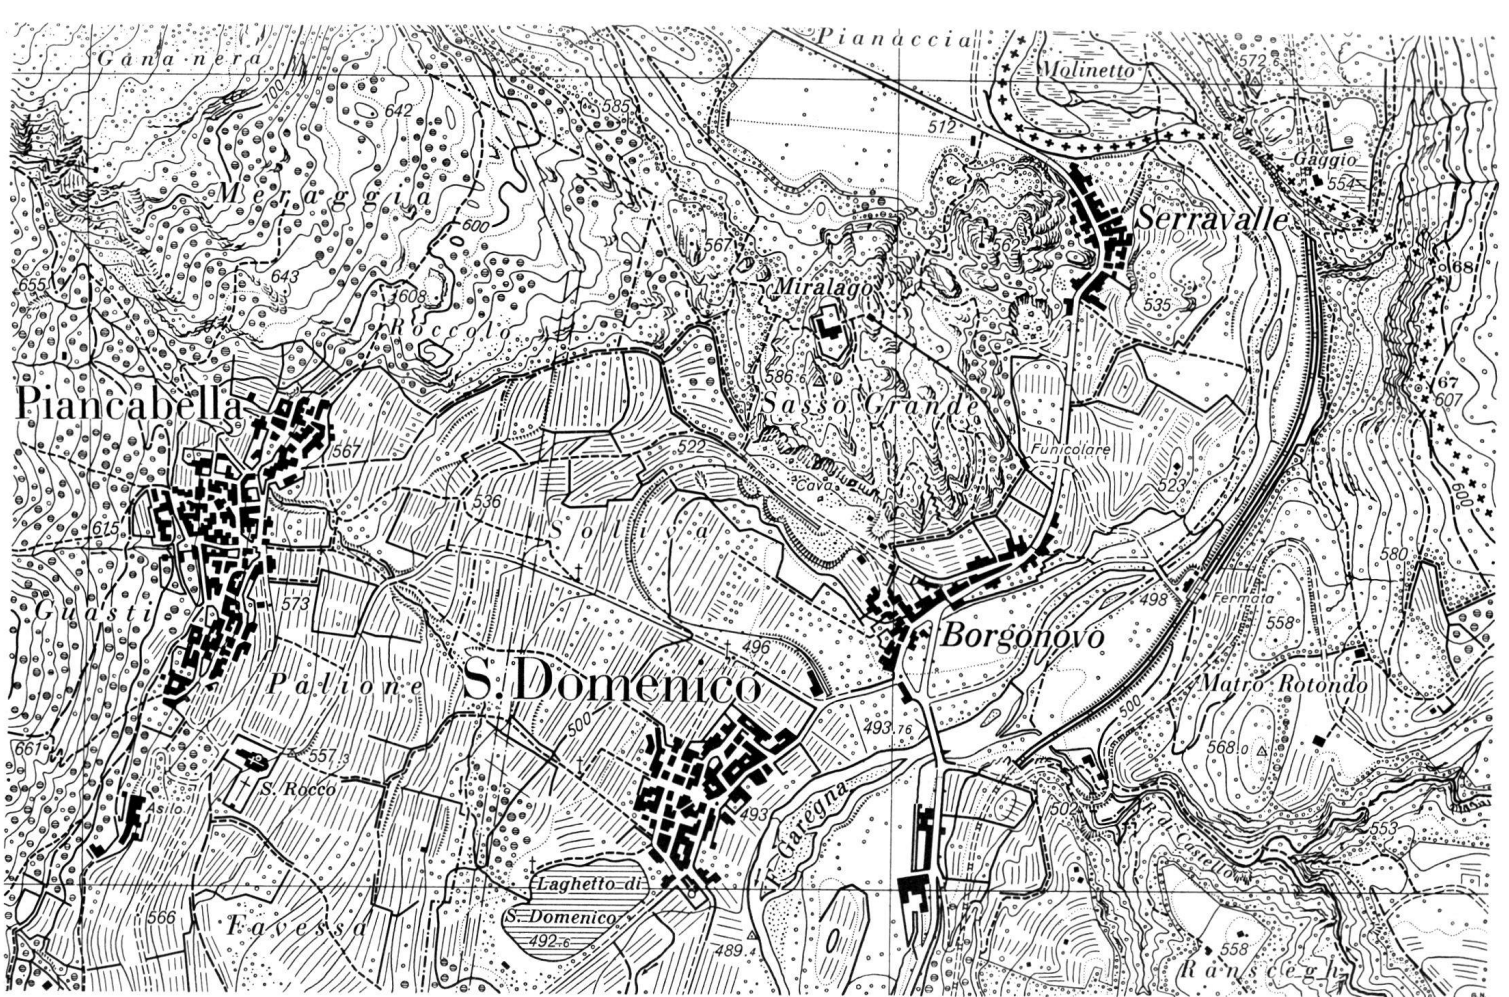 Pianaccia
Gana nera
Molinetto
572.6
700
642
585
512
Gaggio
554
Meraggia
Serravalle
600
567
562
68
643
655
Miralago
608
535
Roccolo
586.6
67
607
Piancabella
Sasso Grande
567
522
Funicolare
Cava
523
536
600
615
Soliva
580
573
498
Fermata
Guasti
558
496
Borgonovo
Palione
S. Domenico
Matro Rotondo
500
500
493.76
661
557.3
568.0
S. Rocco
Asilo
493
F. Garegna
502
553
Laghetto di
S. Domenico
492.6
566
Favessa
489.4
558
Ranscegh